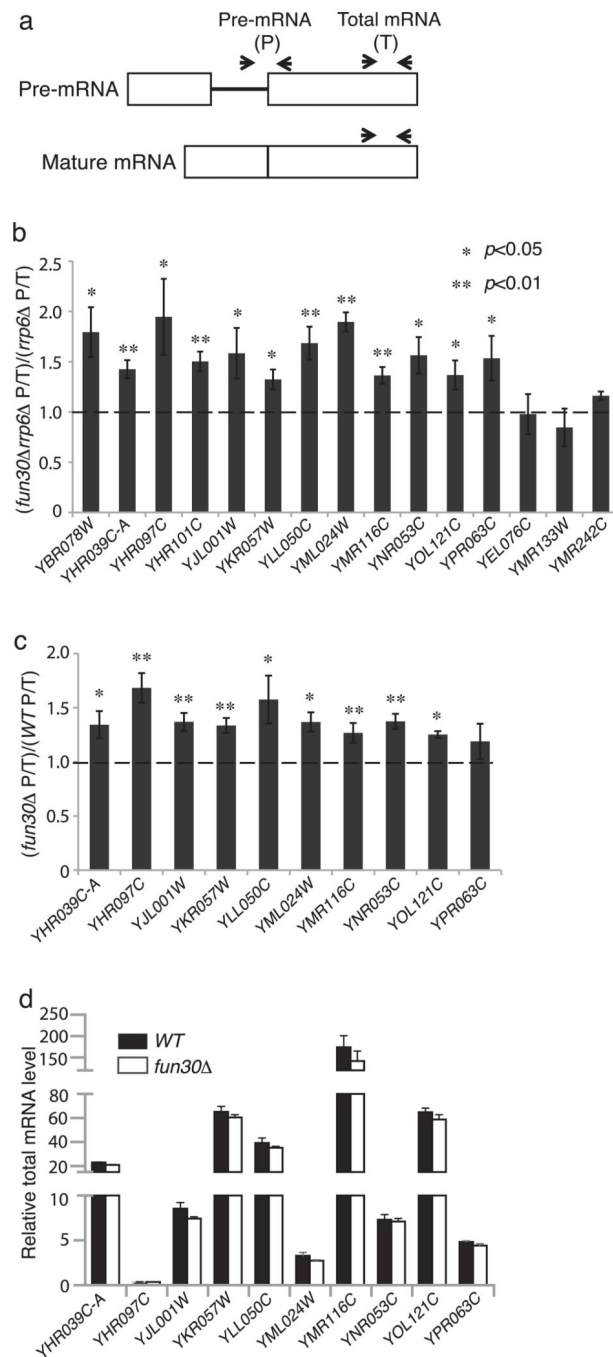 a
Pre-mRNA Total mRNA
(P) (T)
Pre-mRNA
Mature mRNA
b
* p<0.05
** p<0.01
(fun30Δrrp6Δ P/T)/(rrp6Δ P/T)
2.5
2.0
1.5
1.0
0.5
0
* ** * ** * * ** ** ** * * *
YBR078W YHR039C-A YHR097C YHR101C YJL001W YKR057W YLL050C YML024W YMR116C YNR053C YOL121C YPR063C YEL076C YMR133W YMR242C
c
(fun30Δ P/T)/(WT P/T)
2.0
1.5
1.0
0.5
0
* ** ** ** * * ** ** *
YHR039C-A YHR097C YJL001W YKR057W YLL050C YML024W YMR116C YNR053C YOL121C YPR063C
d
Relative total mRNA level
250
200
150
80
60
40
20
10
5
0
WT
fun30Δ
YHR039C-A YHR097C YJL001W YKR057W YLL050C YML024W YMR116C YNR053C YOL121C YPR063C